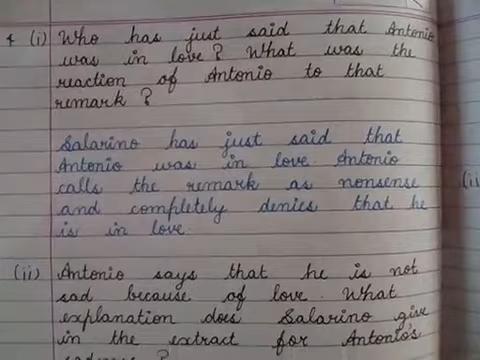 4 (i) Who has just said that Antonio
was in love? What was the
reaction of Antonio to that
remark?
Salarino has just said that
Antonio was in love. Antonio
calls the remark as nonsense
and completely denies that he
is in love.
(ii) Antonio says that he is not
sad because of love. What
explanation does Salarino give
in the extract for Antonio's